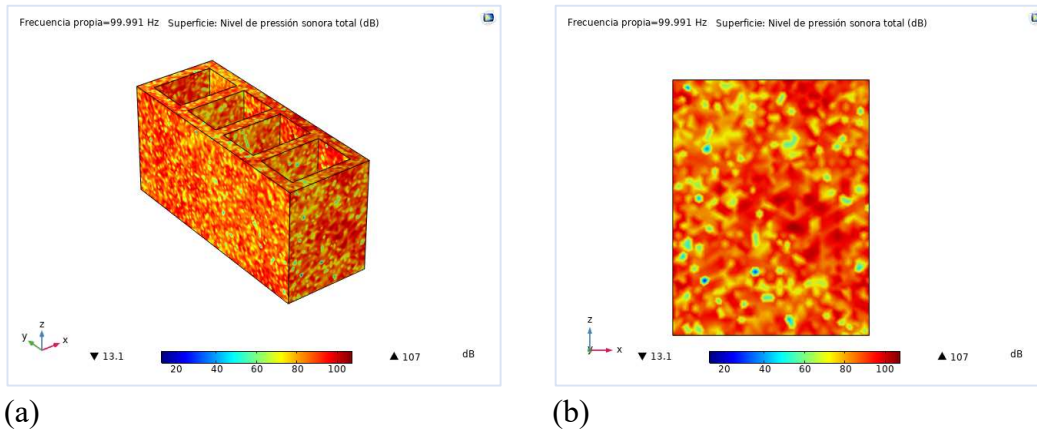 Frecuencia propia=99.991 Hz Superficie: Nivel de presión sonora total (dB)
z
y
x
▼ 13.1
20 40 60 80 100
▲ 107
dB
(a)
Frecuencia propia=99.991 Hz Superficie: Nivel de presión sonora total (dB)
z
y
x
▼ 13.1
20 40 60 80 100
▲ 107
dB
(b)